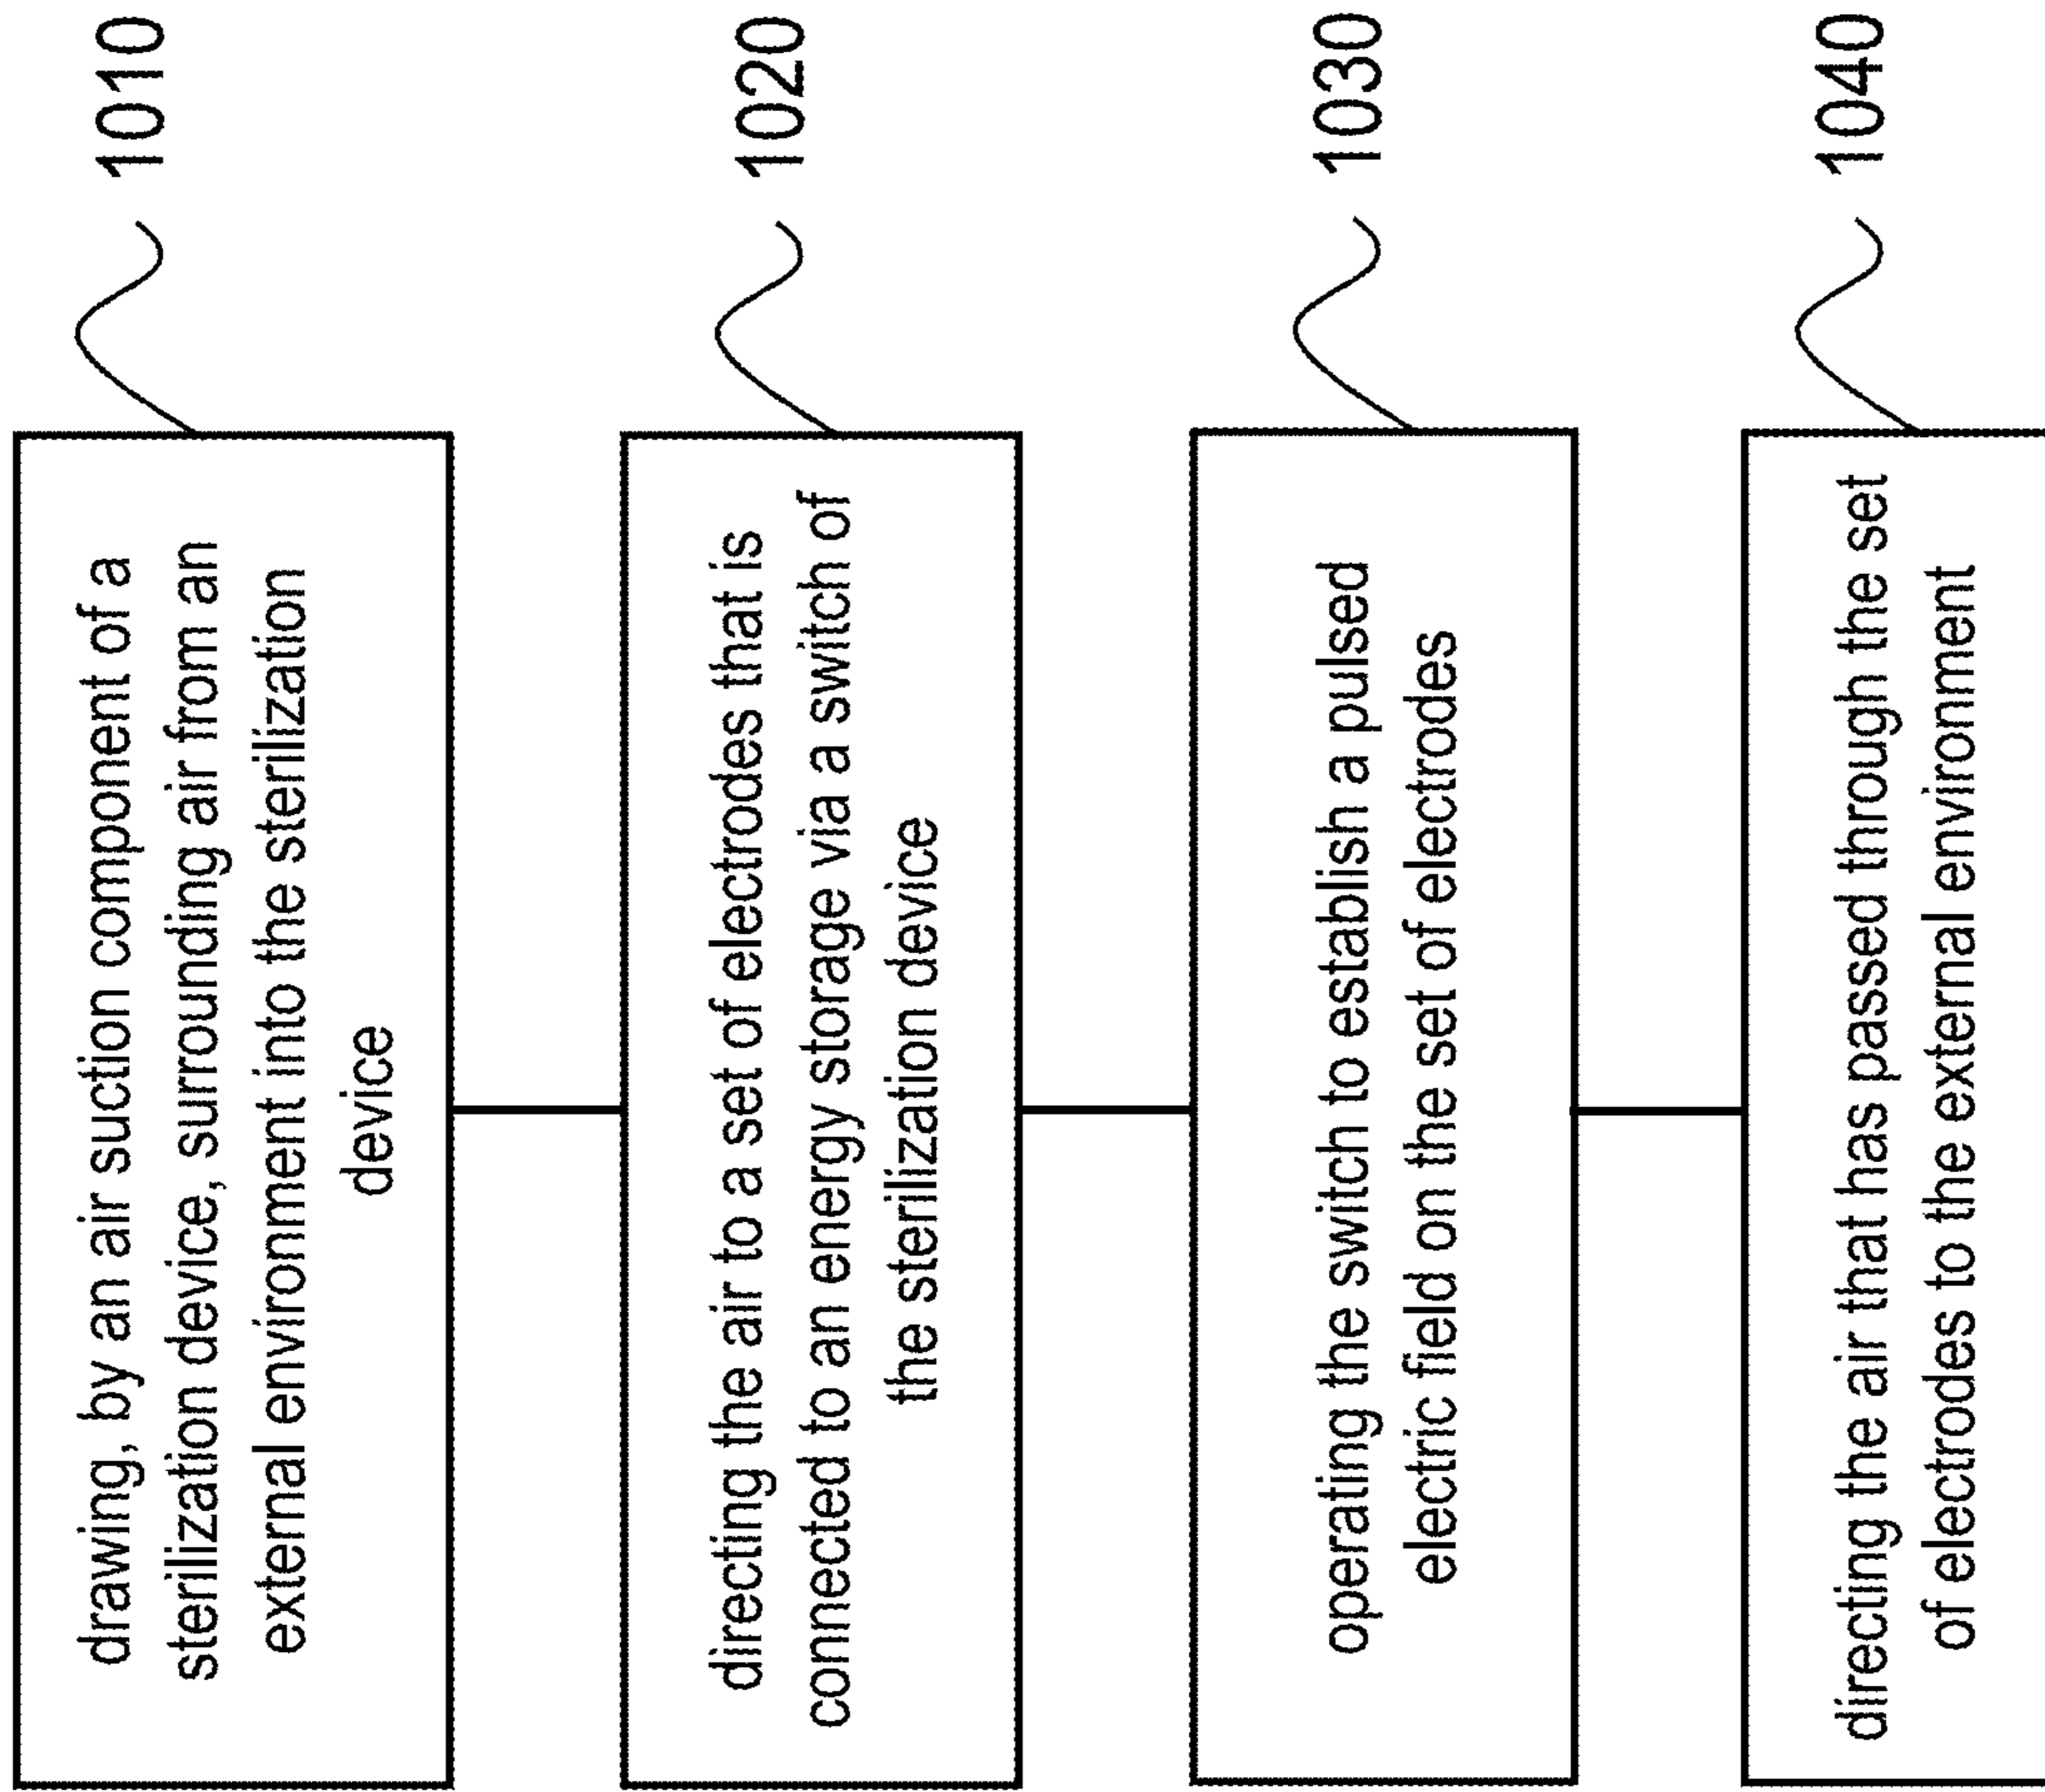 drawing, by an air suction component of a
sterilization device, surrounding air from an
external environment into the sterilization
device
1010
directing the air to a set of electrodes that is
connected to an energy storage via a switch of
the sterilization device
1020
operating the switch to establish a pulsed
electric field on the set of electrodes
1030
directing the air that has passed through the set
of electrodes to the external environment
1040